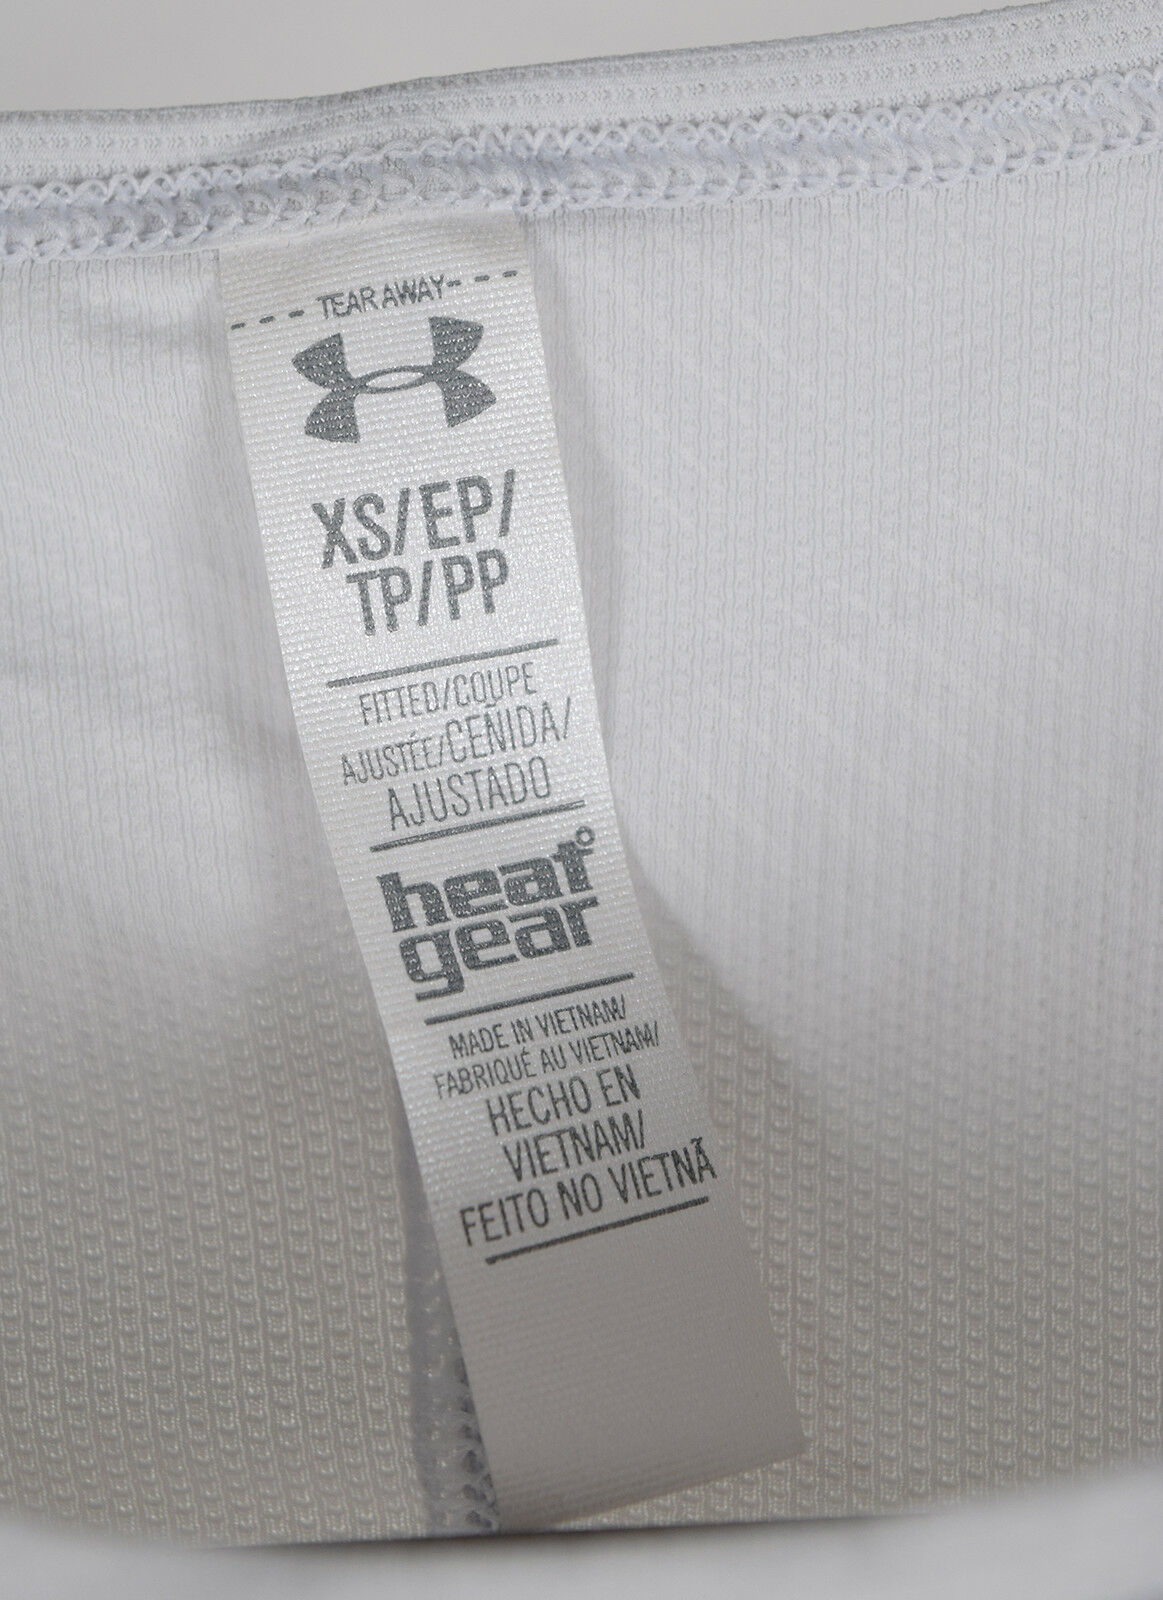 --- TEAR AWAY ---
XS/EP/
TP/PP
FITTED/COUPE
AJUSTÉE/CEÑIDA/
AJUSTADO
heat°
gear
MADE IN VIETNAM/
FABRIQUÉ AU VIETNAM/
HECHO EN
VIETNAM/
FEITO NO VIETNÃ